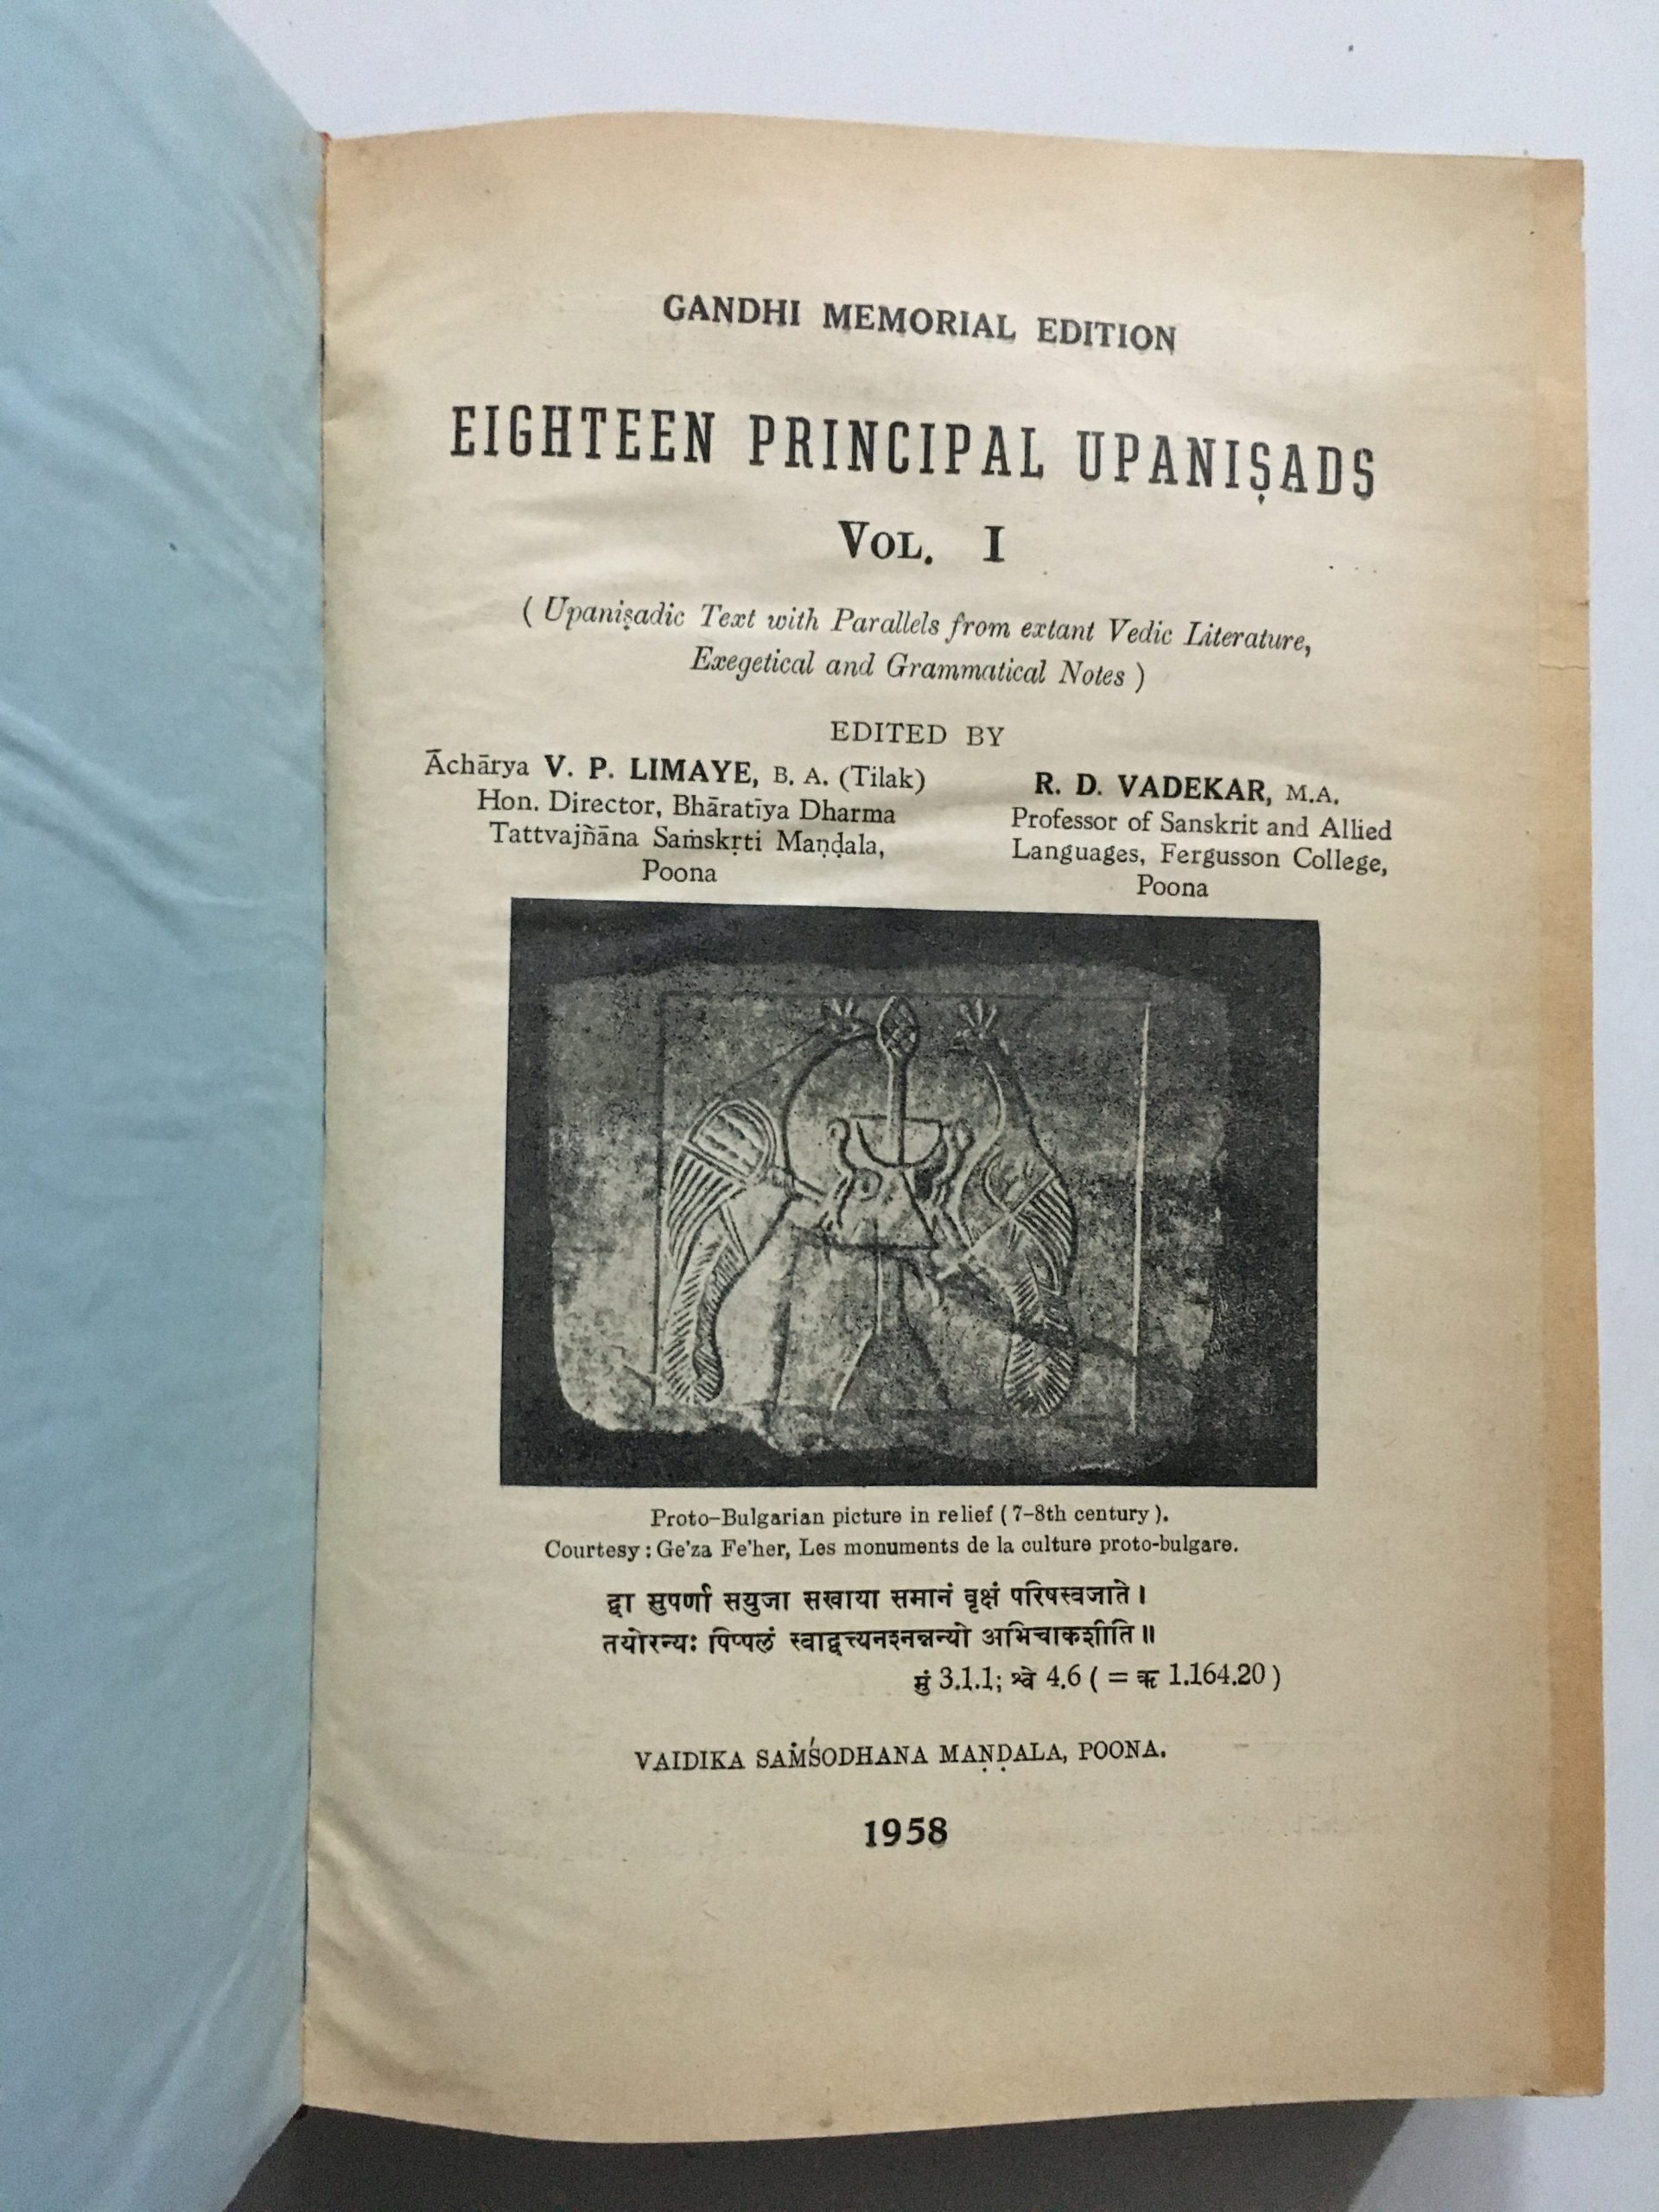 GANDHI MEMORIAL EDITION
EIGHTEEN PRINCIPAL UPANIṢADS
VOL. I
( Upaniṣadic Text with Parallels from extant Vedic Literature,
Exegetical and Grammatical Notes )
EDITED BY
Āchārya V. P. LIMAYE, B. A. (Tilak)
Hon. Director, Bhāratīya Dharma
Tattvajñāna Saṁskṛti Maṇḍala,
Poona
R. D. VADEKAR, M.A.
Professor of Sanskrit and Allied
Languages, Fergusson College,
Poona
Proto-Bulgarian picture in relief ( 7-8th century ).
Courtesy : Ge'za Fe'her, Les monuments de la culture proto-bulgare.
द्वा सुपर्णा सयुजा सखाया समानं वृक्षं परिषस्वजाते ।
तयोरन्यः पिप्पलं स्वाद्वत्त्यनश्नन्नन्यो अभिचाकशीति ॥
मुं 3.1.1; श्वे 4.6 ( = ऋ 1.164.20 )
VAIDIKA SAṀŚODHANA MAṆḌALA, POONA.
1958